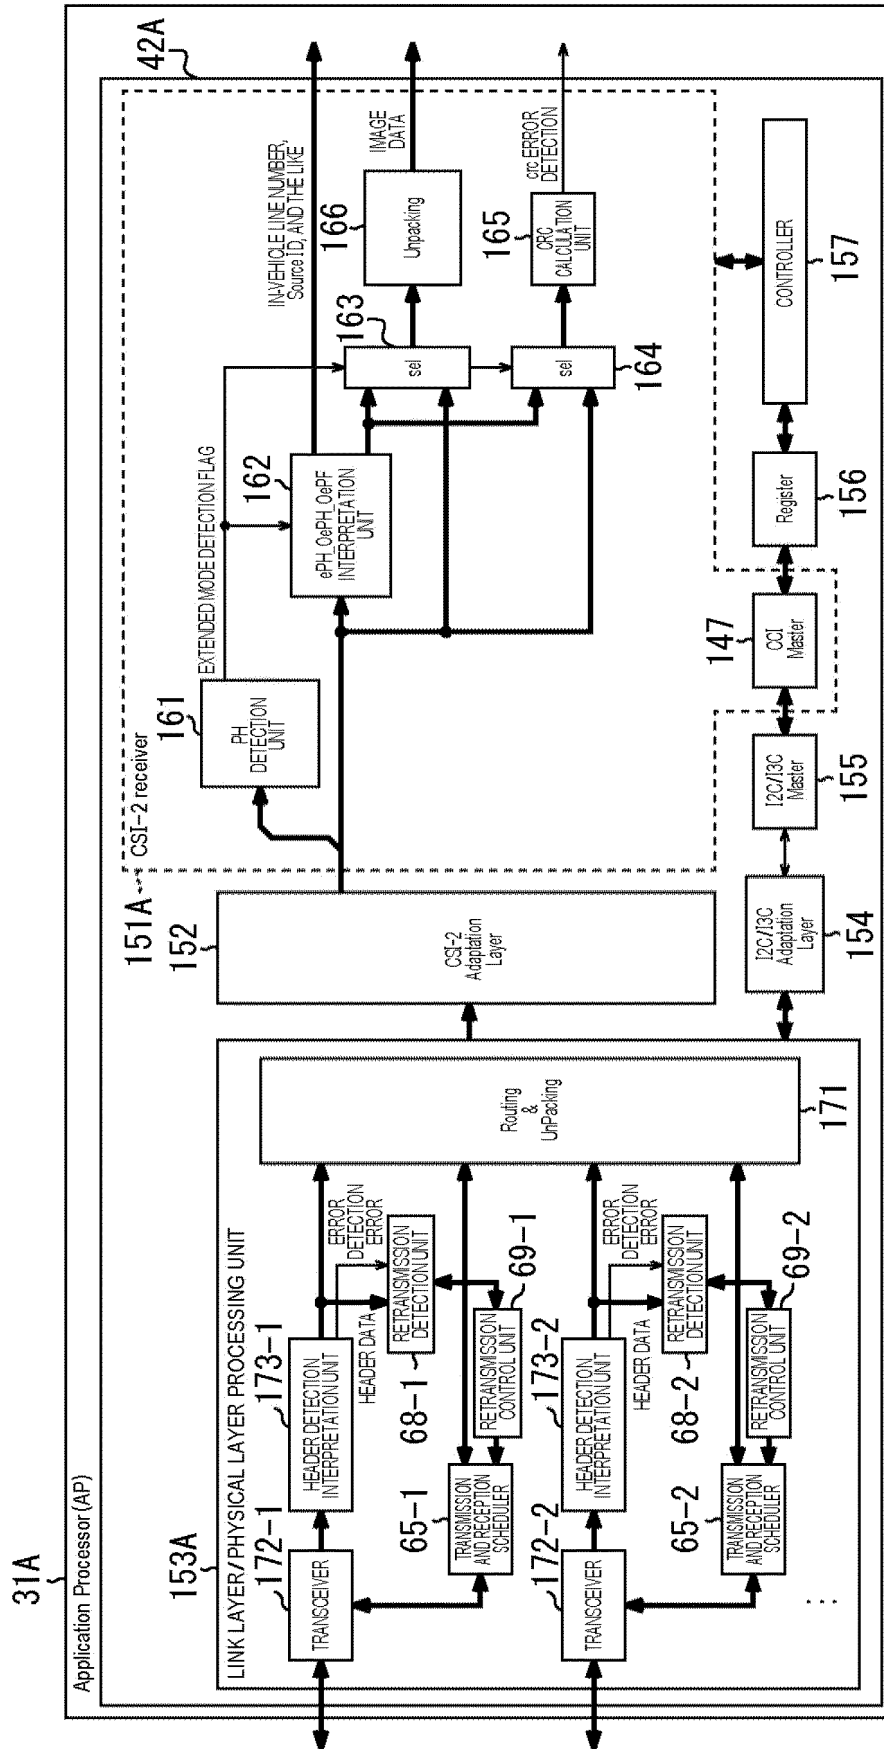 31A
Application Processor (AP)
42A
153A
LINK LAYER/PHYSICAL LAYER PROCESSING UNIT
172-1
TRANSCEIVER
173-1
HEADER DETECTION
INTERPRETATION UNIT
HEADER DATA
ERROR
DETECTION
ERROR
68-1
RETRANSMISSION
DETECTION UNIT
69-1
RETRANSMISSION
CONTROL UNIT
65-1
TRANSMISSION
AND RECEPTION
SCHEDULER
172-2
TRANSCEIVER
173-2
HEADER DETECTION
INTERPRETATION UNIT
HEADER DATA
ERROR
DETECTION
ERROR
68-2
RETRANSMISSION
DETECTION UNIT
69-2
RETRANSMISSION
CONTROL UNIT
65-2
TRANSMISSION
AND RECEPTION
SCHEDULER
...
Routing
&
UnPacking
171
152
CSI-2
Adaptation
Layer
151A
CSI-2 receiver
161
PH
DETECTION
UNIT
EXTENDED MODE DETECTION FLAG
162
ePH_OePH_OePF
INTERPRETATION
UNIT
IN-VEHICLE LINE NUMBER,
Source ID, AND THE LIKE
163
sel
164
sel
166
Unpacking
IMAGE
DATA
165
CRC
CALCULATION
UNIT
crc ERROR
DETECTION
I2C/I3C
Adaptation
Layer
154
I2C/I3C
Master
155
147
CCI
Master
Register
156
CONTROLLER
157